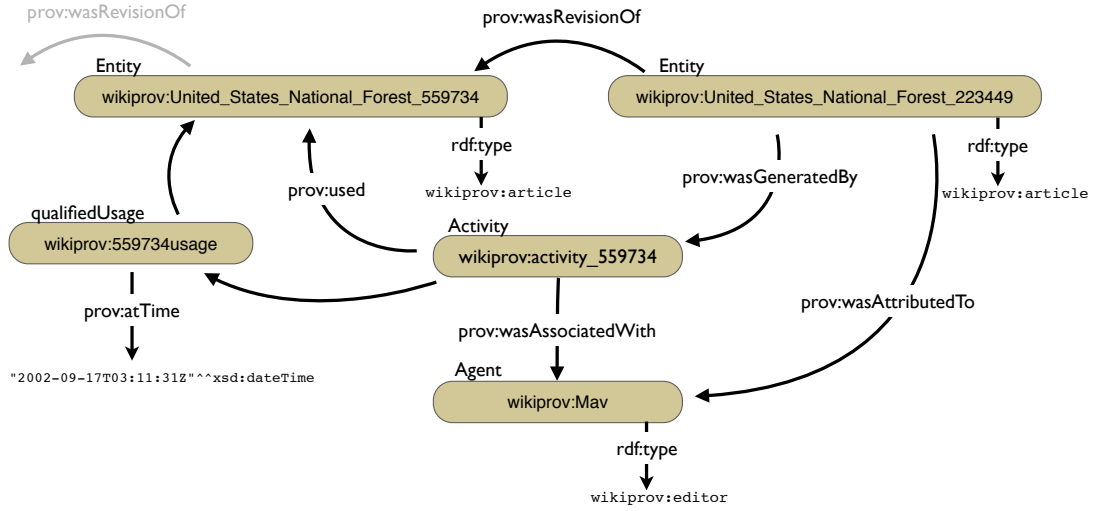 prov:wasRevisionOf
prov:wasRevisionOf
Entity
Entity
wikiprov:United_States_National_Forest_559734
wikiprov:United_States_National_Forest_223449
rdf:type
rdf:type
prov:used
prov:wasGeneratedBy
wikiprov:article
wikiprov:article
qualifiedUsage
Activity
wikiprov:559734usage
wikiprov:activity_559734
prov:atTime
prov:wasAttributedTo
prov:wasAssociatedWith
"2002-09-17T03:11:31Z"^^xsd:dateTime
Agent
wikiprov:Mav
rdf:type
wikiprov:editor